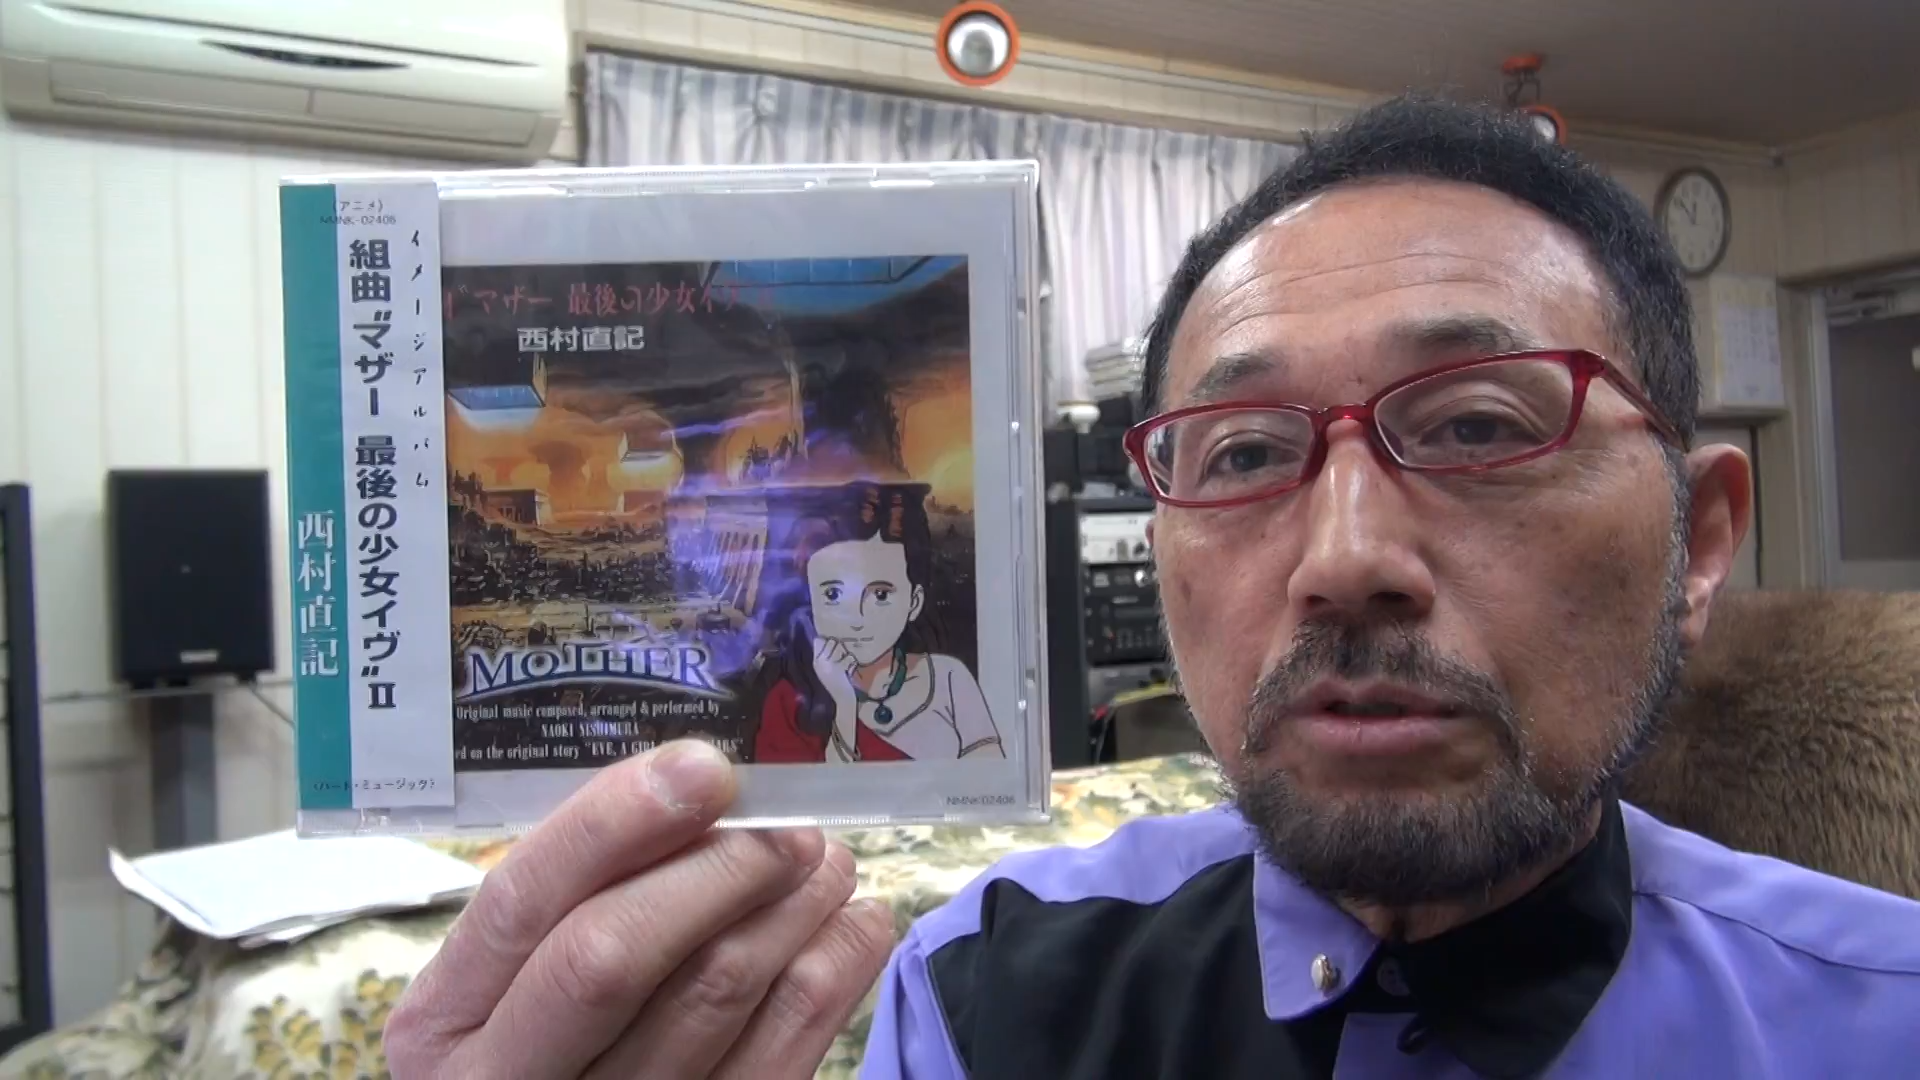 (アニメ)
NMNK-02406
イメージアルバム
組曲〝マザー 最後の少女イヴ〟II
西村直記
(ハート・ミュージック)
マザー 最後の少女イヴ
西村直記
MOTHER
Original music composed, arranged & performed by
NAOKI NISHIMURA
ed on the original story "EVE, A GIRL
NMNK-02406